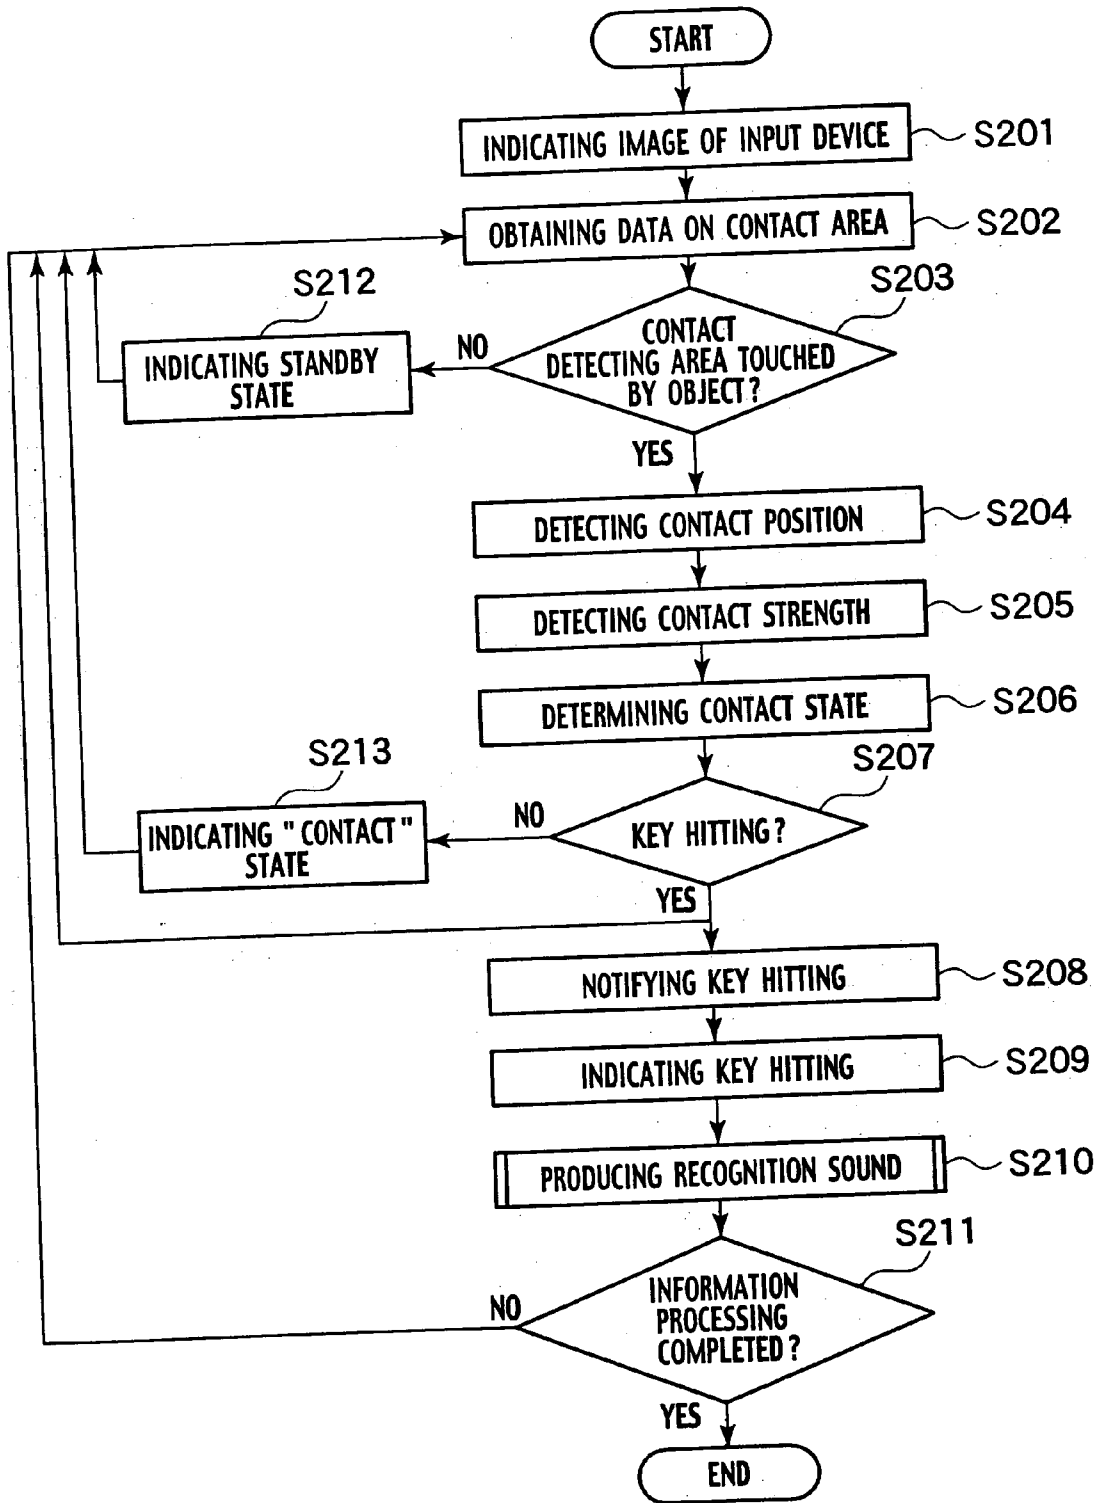 START
INDICATING IMAGE OF INPUT DEVICE
S201
OBTAINING DATA ON CONTACT AREA
S202
S203
CONTACT
DETECTING AREA TOUCHED
BY OBJECT?
NO
S212
INDICATING STANDBY
STATE
YES
DETECTING CONTACT POSITION
S204
DETECTING CONTACT STRENGTH
S205
DETERMINING CONTACT STATE
S206
S207
KEY HITTING?
NO
S213
INDICATING "CONTACT"
STATE
YES
NOTIFYING KEY HITTING
S208
INDICATING KEY HITTING
S209
PRODUCING RECOGNITION SOUND
S210
S211
INFORMATION
PROCESSING
COMPLETED?
NO
YES
END